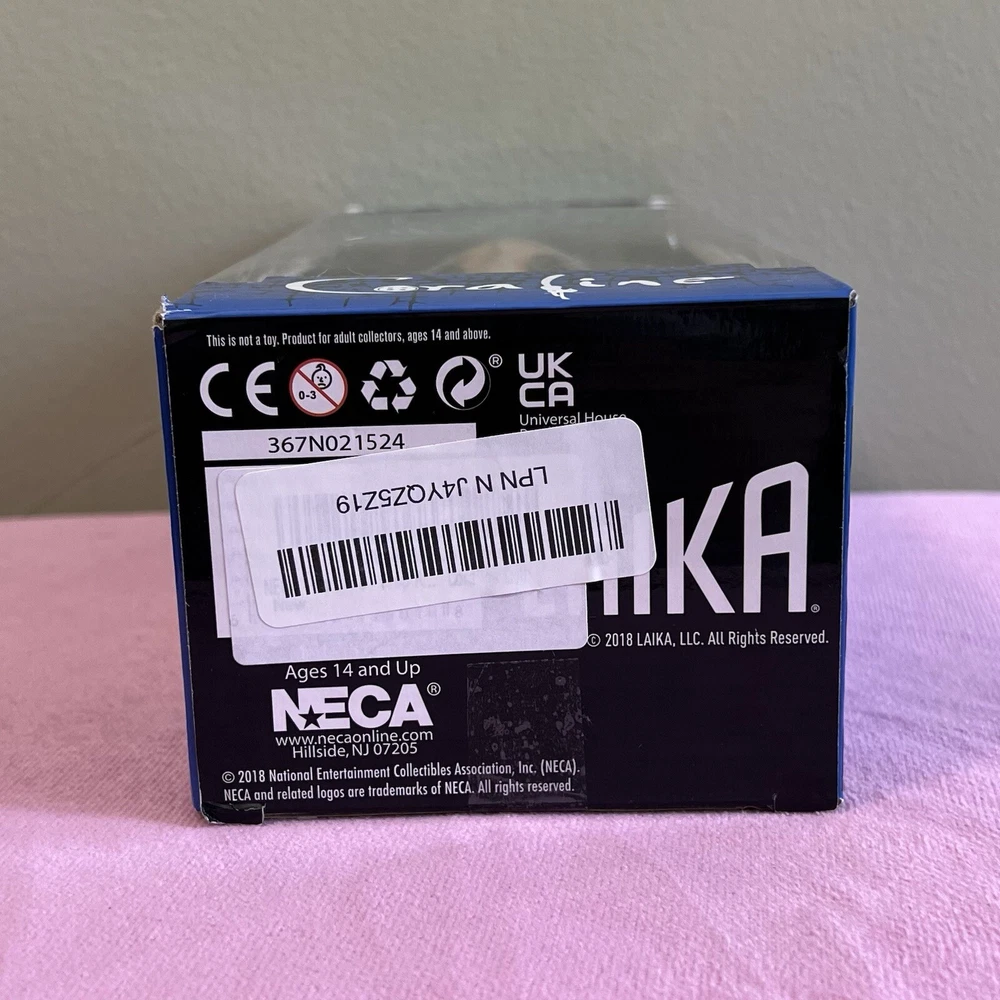 Coraline
This is not a toy. Product for adult collectors, ages 14 and above.
CE
0-3
®
UK
CA
Universal House
367N021524
LPN N J4YQZ5Z19
LAIKA®
© 2018 LAIKA, LLC. All Rights Reserved.
Ages 14 and Up
NECA®
www.necaonline.com
Hillside, NJ 07205
© 2018 National Entertainment Collectibles Association, Inc. (NECA).
NECA and related logos are trademarks of NECA. All rights reserved.